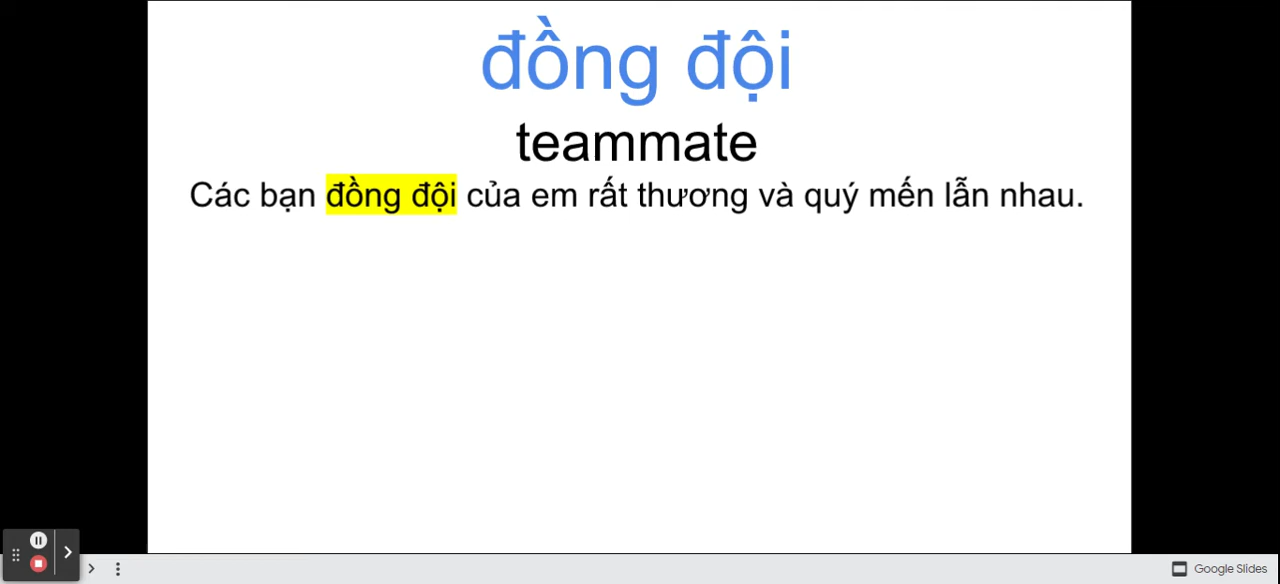 đồng đội
teammate
Các bạn đồng đội của em rất thương và quý mến lẫn nhau.
Google Slides